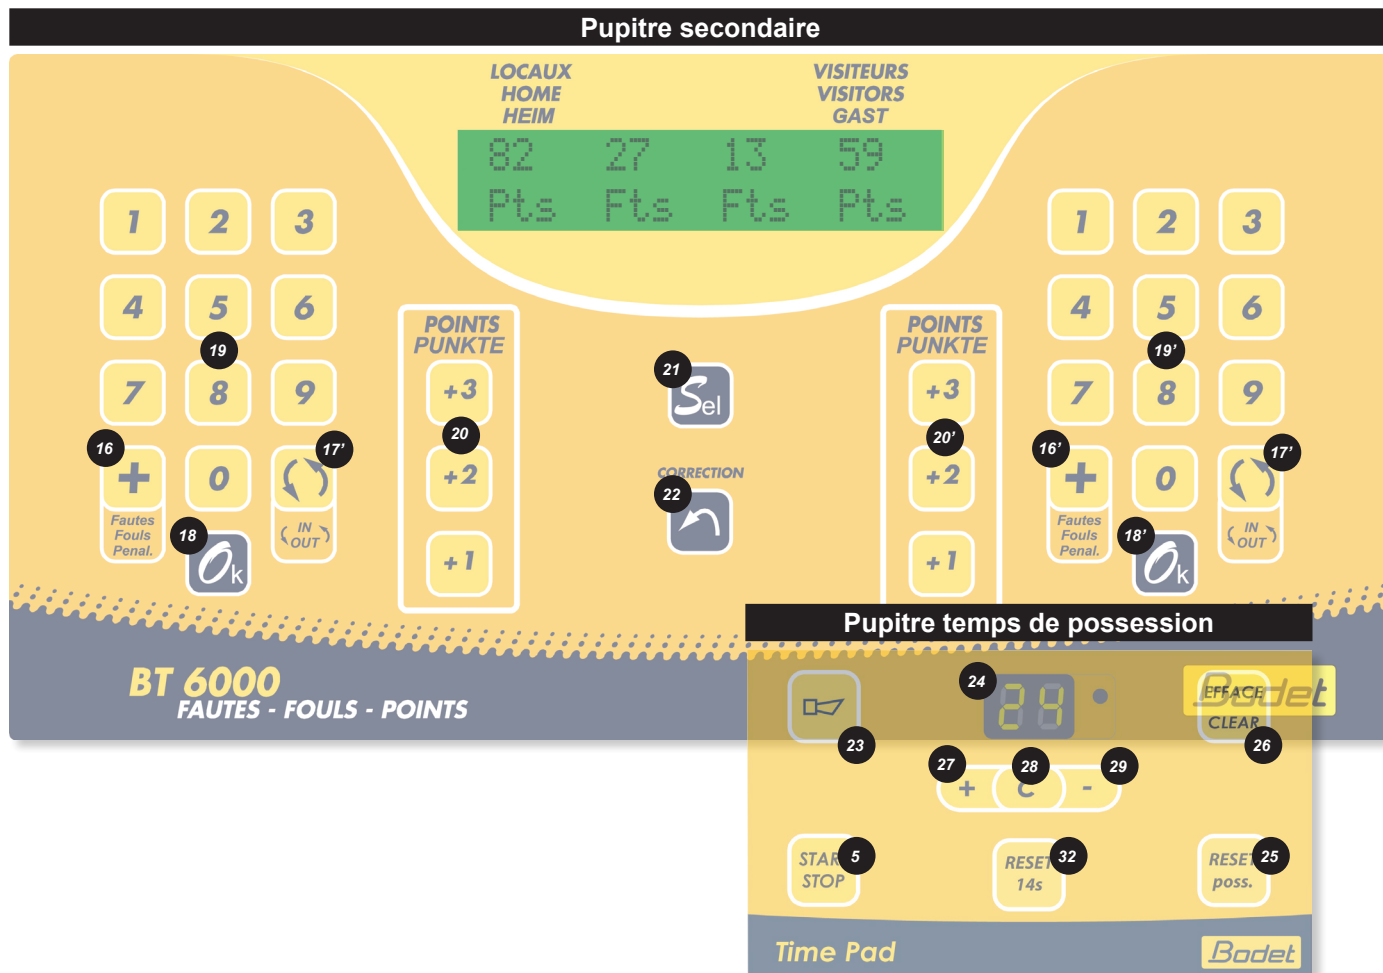 Pupitre secondaire
LOCAUX
HOME
HEIM
VISITEURS
VISITORS
GAST
82 27 13 59
Pts Fts Fts Pts
1 2 3
4 5 6
19
7 8 9
16 17'
+ 0
Fautes
Fouls
Penal.
IN
OUT
18
Ok
POINTS
PUNKTE
+3
20
+2
+1
21
Sel
CORRECTION
22
POINTS
PUNKTE
+3
20'
+2
+1
1 2 3
4 5 6
19'
7 8 9
16' 17'
+ 0
Fautes
Fouls
Penal.
IN
OUT
18'
Ok
BT 6000
FAUTES - FOULS - POINTS
Bodet
Pupitre temps de possession
24
24
EFFACE
CLEAR
23
26
27 28 29
+ C -
START
STOP
5
RESET
14s
32
RESET
poss.
25
Time Pad
Bodet